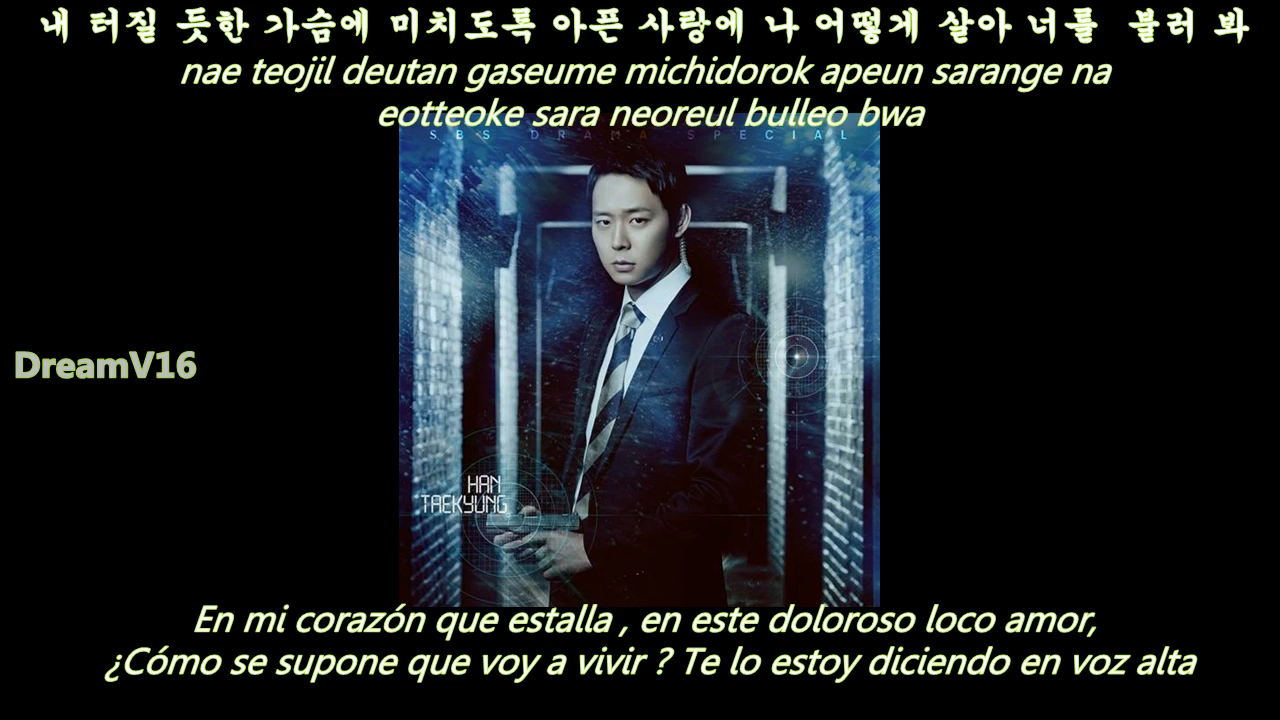 내 터질 듯한 가슴에 미치도록 아픈 사랑에 나 어떻게 살아 너를 불러 봐
nae teojil deutan gaseume michidorok apeun sarange na
eotteoke sara neoreul bulleo bwa
SBS DRAMA SPECIAL
DreamV16
HAN
TAEKYUNG
En mi corazón que estalla , en este doloroso loco amor,
¿Cómo se supone que voy a vivir ? Te lo estoy diciendo en voz alta